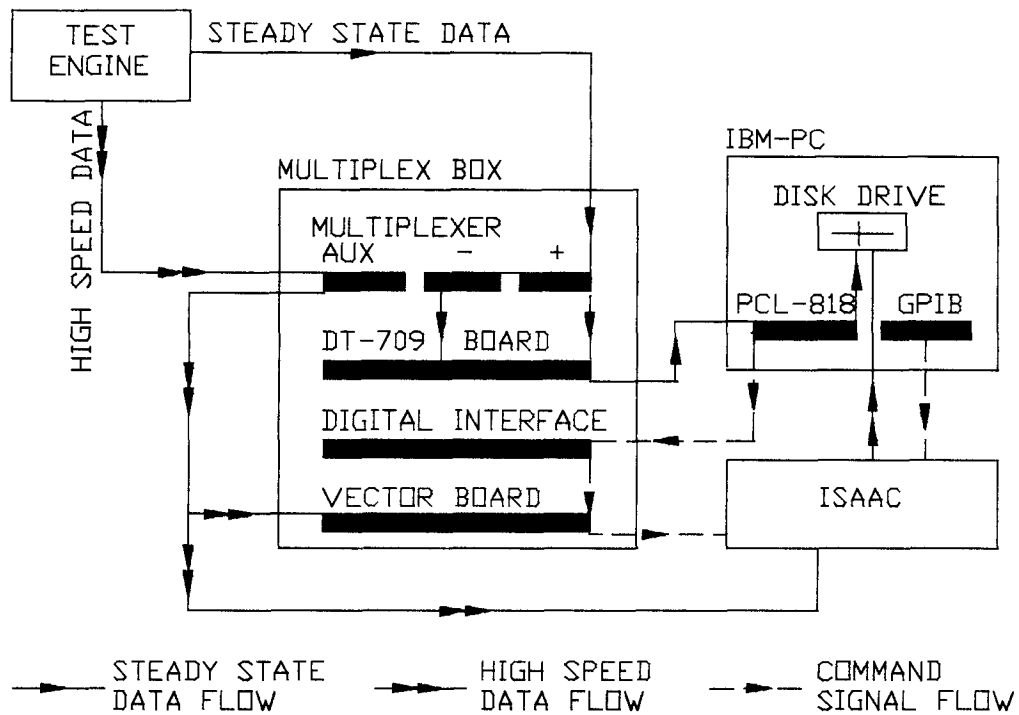 TEST
ENGINE
STEADY STATE DATA
HIGH SPEED DATA
MULTIPLEX BOX
MULTIPLEXER
AUX - +
DT-709 BOARD
DIGITAL INTERFACE
VECTOR BOARD
IBM-PC
DISK DRIVE
PCL-818 GPIB
ISAAC
STEADY STATE
DATA FLOW
HIGH SPEED
DATA FLOW
COMMAND
SIGNAL FLOW